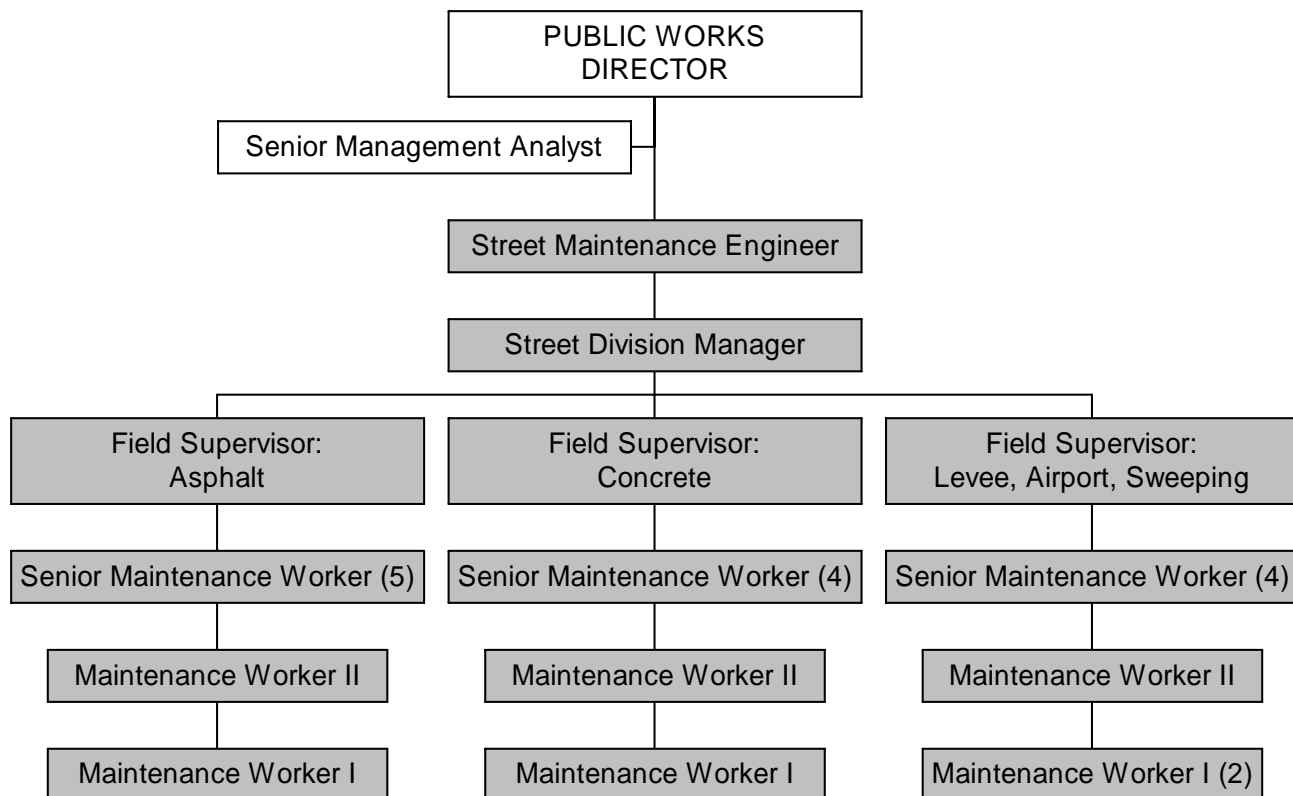 PUBLIC WORKS
DIRECTOR
Senior Management Analyst
Street Maintenance Engineer
Street Division Manager
Field Supervisor:
Asphalt
Field Supervisor:
Concrete
Field Supervisor:
Levee, Airport, Sweeping
Senior Maintenance Worker (5)
Senior Maintenance Worker (4)
Senior Maintenance Worker (4)
Maintenance Worker II
Maintenance Worker II
Maintenance Worker II
Maintenance Worker I
Maintenance Worker I
Maintenance Worker I (2)